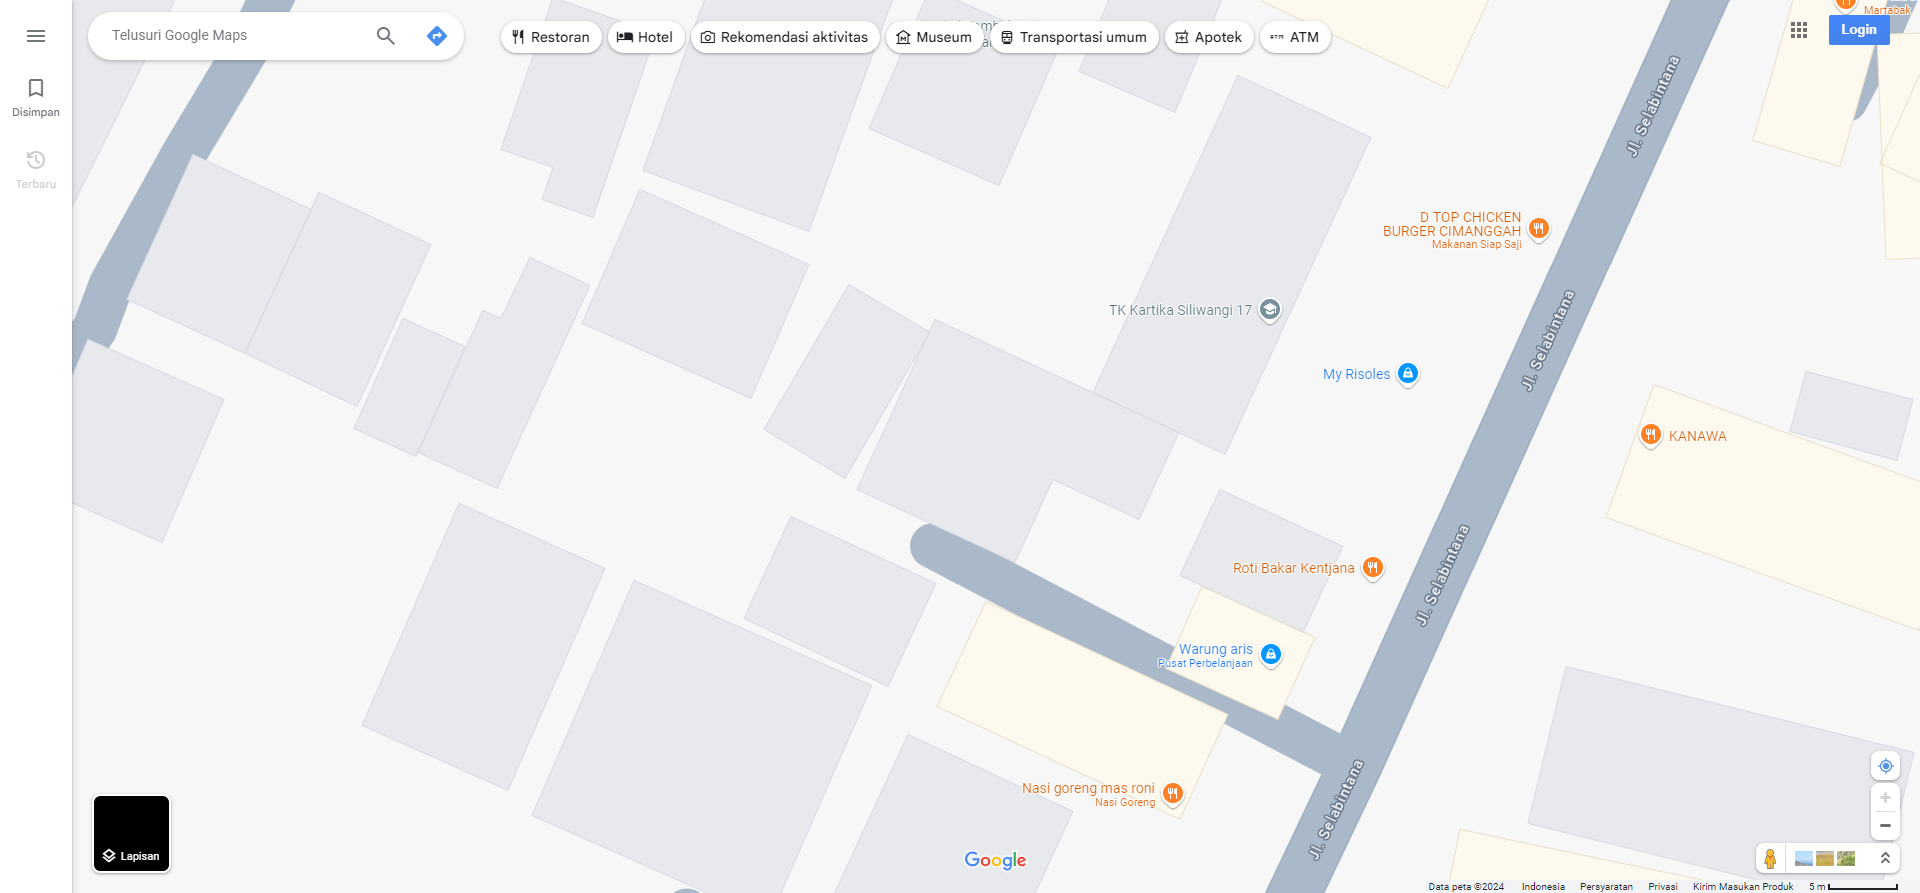 Telusuri Google Maps
Restoran
Hotel
Rekomendasi aktivitas
Museum
Transportasi umum
Apotek
ATM
Martabak
Login
Disimpan
Terbaru
Jl. Selabintana
D TOP CHICKEN
BURGER CIMANGGAH
Makanan Siap Saji
TK Kartika Siliwangi 17
Jl. Selabintana
My Risoles
KANAWA
Jl. Selabintana
Roti Bakar Kentjana
Warung aris
Pusat Perbelanjaan
Nasi goreng mas roni
Nasi Goreng
Jl. Selabintana
Lapisan
Google
Data peta ©2024
Indonesia
Persyaratan
Privasi
Kirim Masukan Produk
5 m